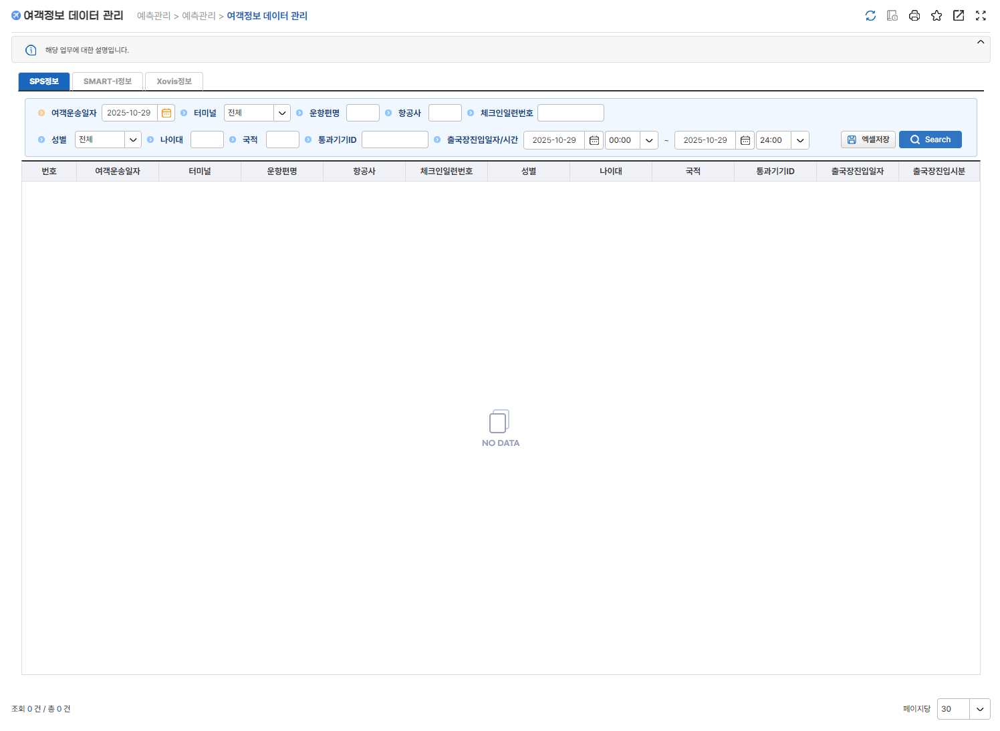 여객정보 데이터 관리 예측관리 > 예측관리 > 여객정보 데이터 관리
해당 업무에 대한 설명입니다.
SPS정보 SMART-I정보 Xovis정보
여객운송일자 2025-10-29 터미널 전체 운항편명 항공사 체크인일련번호
성별 전체 나이대 국적 통과기기ID 출국장진입일자/시간 2025-10-29 00:00 ~ 2025-10-29 24:00 엑셀저장 Search
번호 여객운송일자 터미널 운항편명 항공사 체크인일련번호 성별 나이대 국적 통과기기ID 출국장진입일자 출국장진입시분
NO DATA
조회 0 건 / 총 0 건 페이지당 30